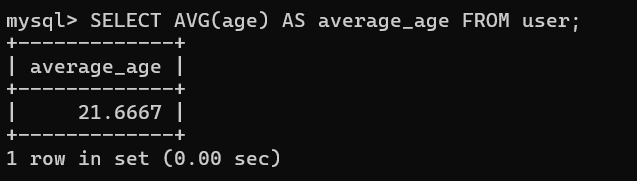 mysql> SELECT AVG(age) AS average_age FROM user;
+-------------+
| average_age |
+-------------+
|     21.6667 |
+-------------+
1 row in set (0.00 sec)